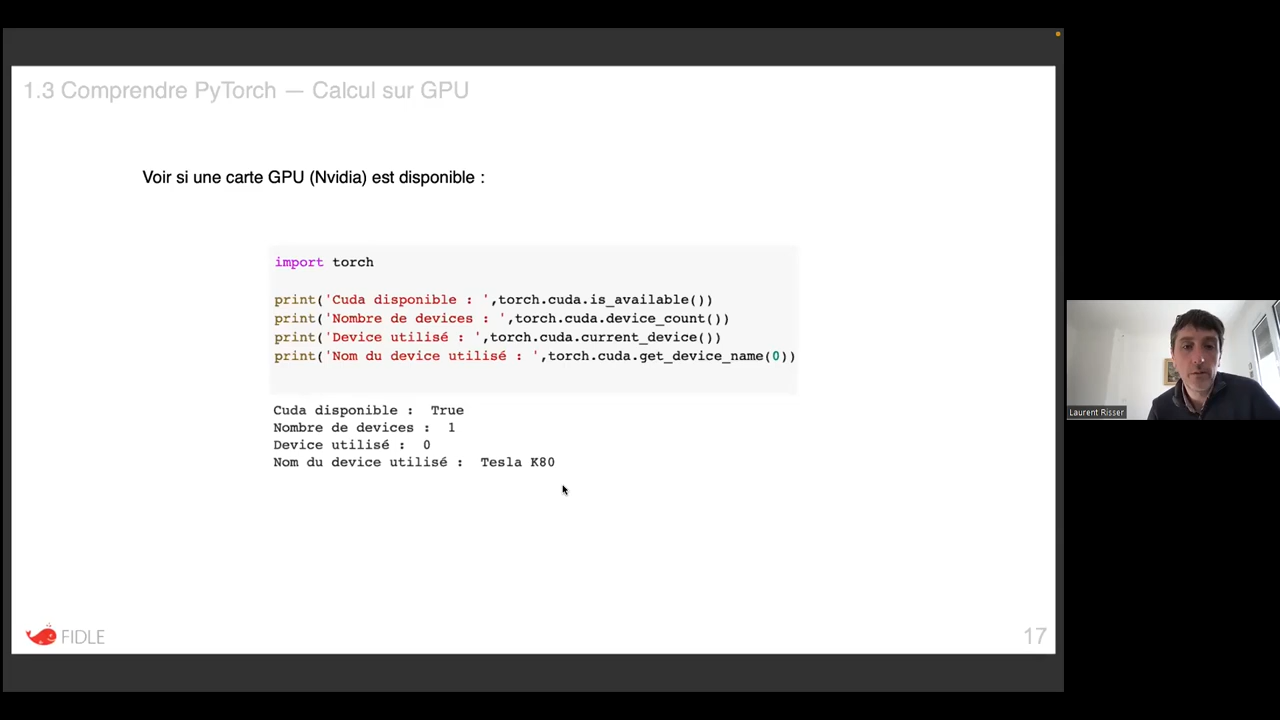 1.3 Comprendre PyTorch — Calcul sur GPU
Voir si une carte GPU (Nvidia) est disponible :
import torch
print('Cuda disponible : ',torch.cuda.is_available())
print('Nombre de devices : ',torch.cuda.device_count())
print('Device utilisé : ',torch.cuda.current_device())
print('Nom du device utilisé : ',torch.cuda.get_device_name(0))
Cuda disponible :  True
Nombre de devices :  1
Device utilisé :  0
Nom du device utilisé :  Tesla K80
Laurent Risser
FIDLE
17